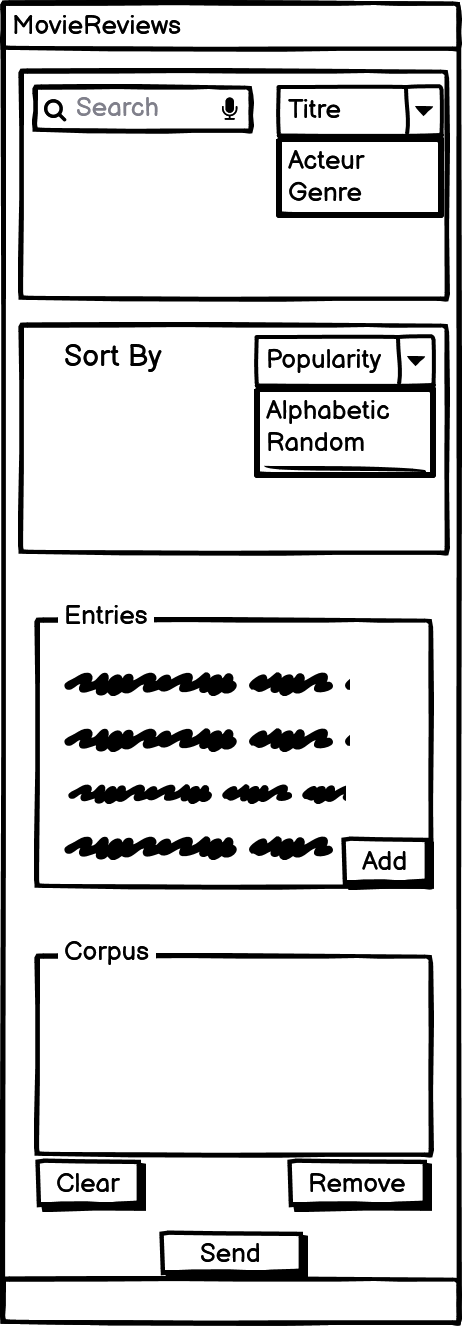 MovieReviews
Search
Titre
Acteur
Genre
Sort By
Popularity
Alphabetic
Random
Entries
Add
Corpus
Clear
Remove
Send